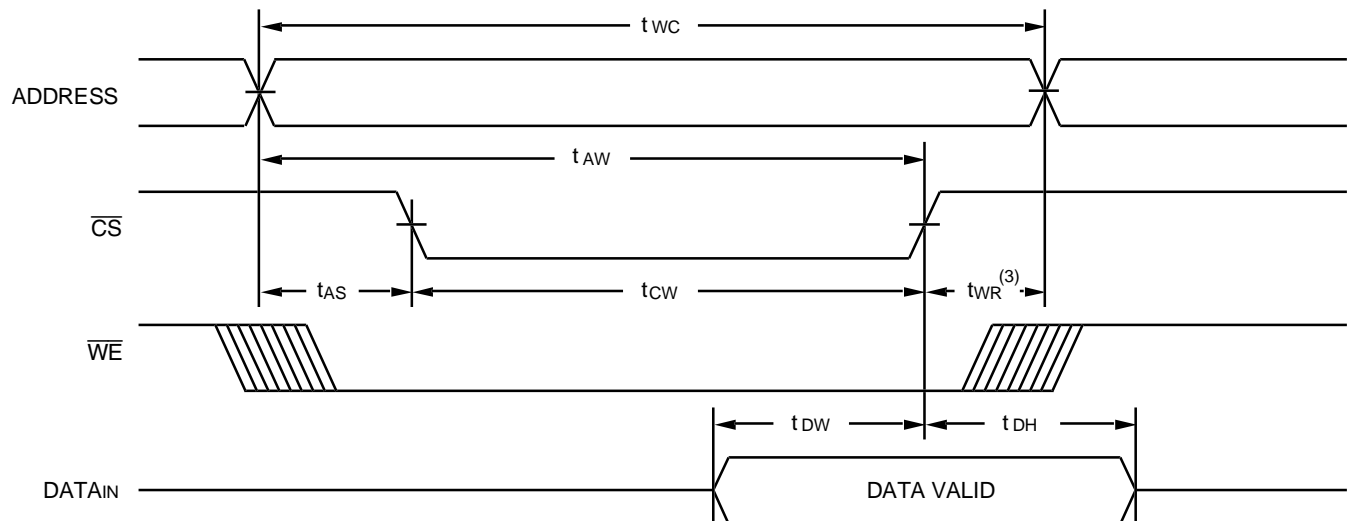 tWC
ADDRESS
tAW
CS
tAS tCW tWR(3)
WE
tDW tDH
DATAIN DATA VALID